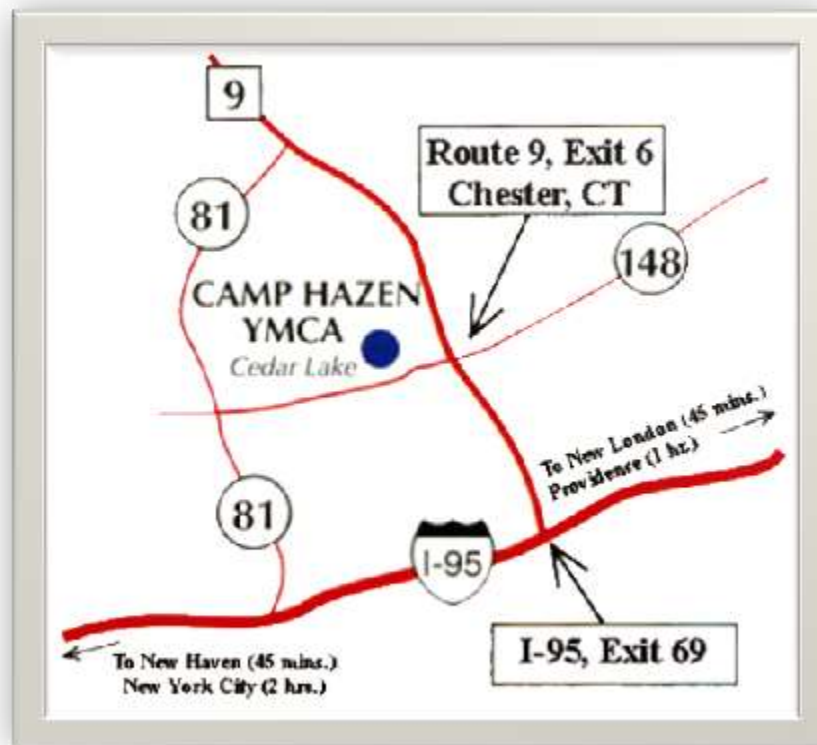 9
Route 9, Exit 6
Chester, CT
81
148
CAMP HAZEN
YMCA
Cedar Lake
To New London (45 mins.)
Providence (1 hr.)
81
I-95
I-95, Exit 69
To New Haven (45 mins.)
New York City (2 hrs.)